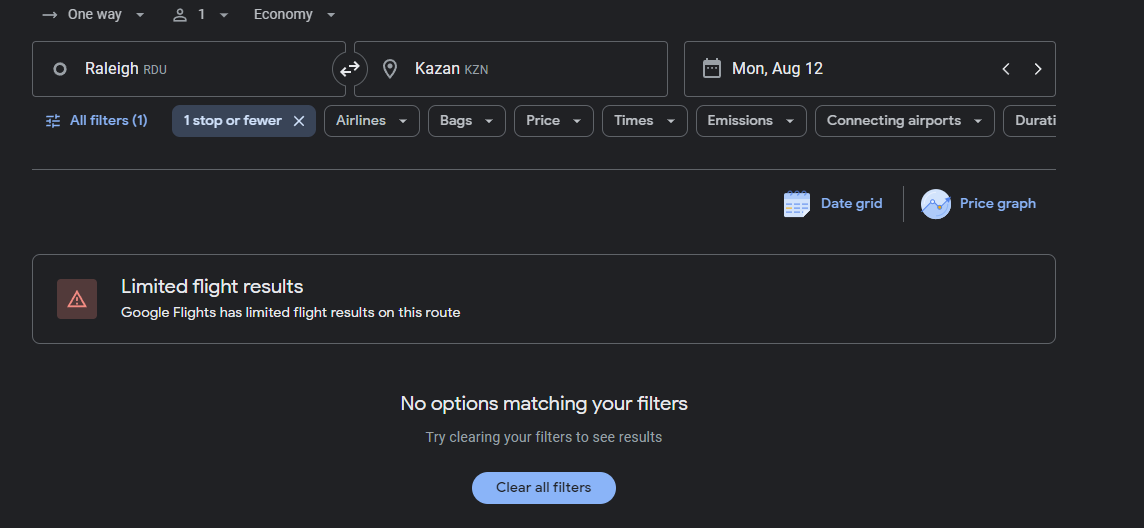 One way 1 Economy
Raleigh RDU Kazan KZN Mon, Aug 12
All filters (1) 1 stop or fewer Airlines Bags Price Times Emissions Connecting airports Durati
Date grid Price graph
Limited flight results
Google Flights has limited flight results on this route
No options matching your filters
Try clearing your filters to see results
Clear all filters